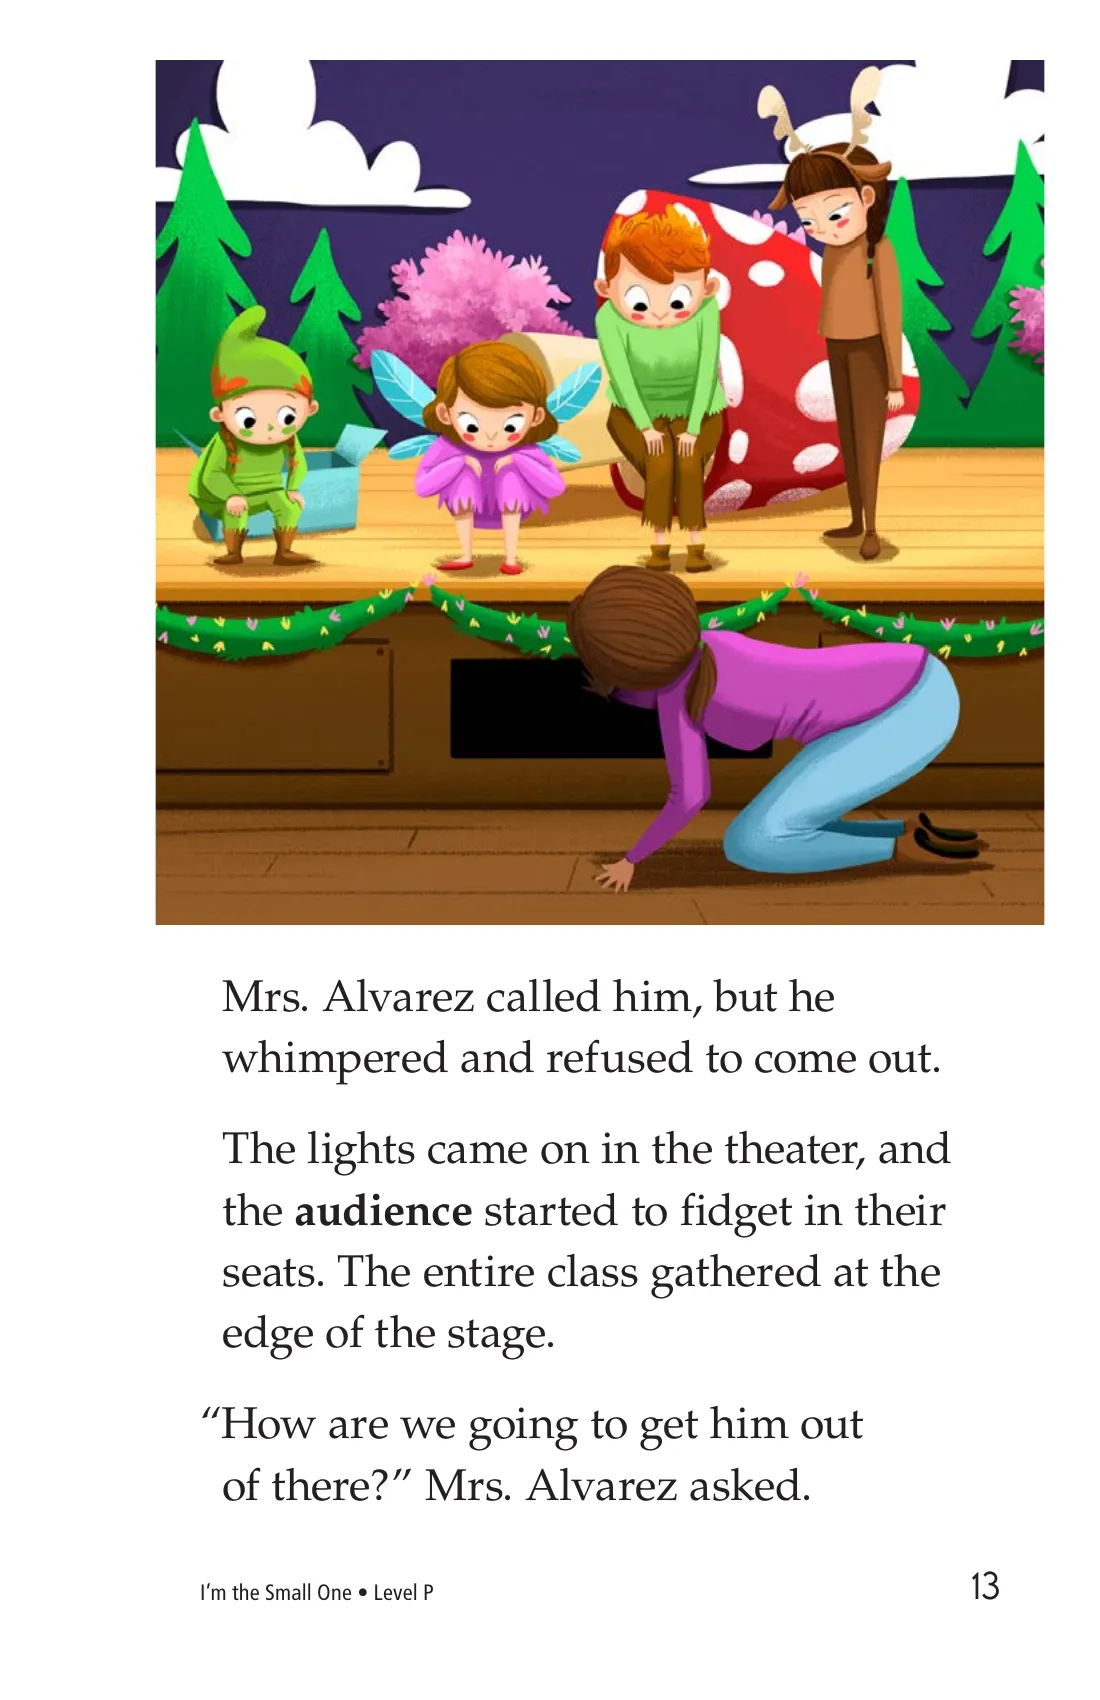 Mrs. Alvarez called him, but he
whimpered and refused to come out.
The lights came on in the theater, and
the audience started to fidget in their
seats. The entire class gathered at the
edge of the stage.
“How are we going to get him out
of there?” Mrs. Alvarez asked.
I’m the Small One • Level P
13